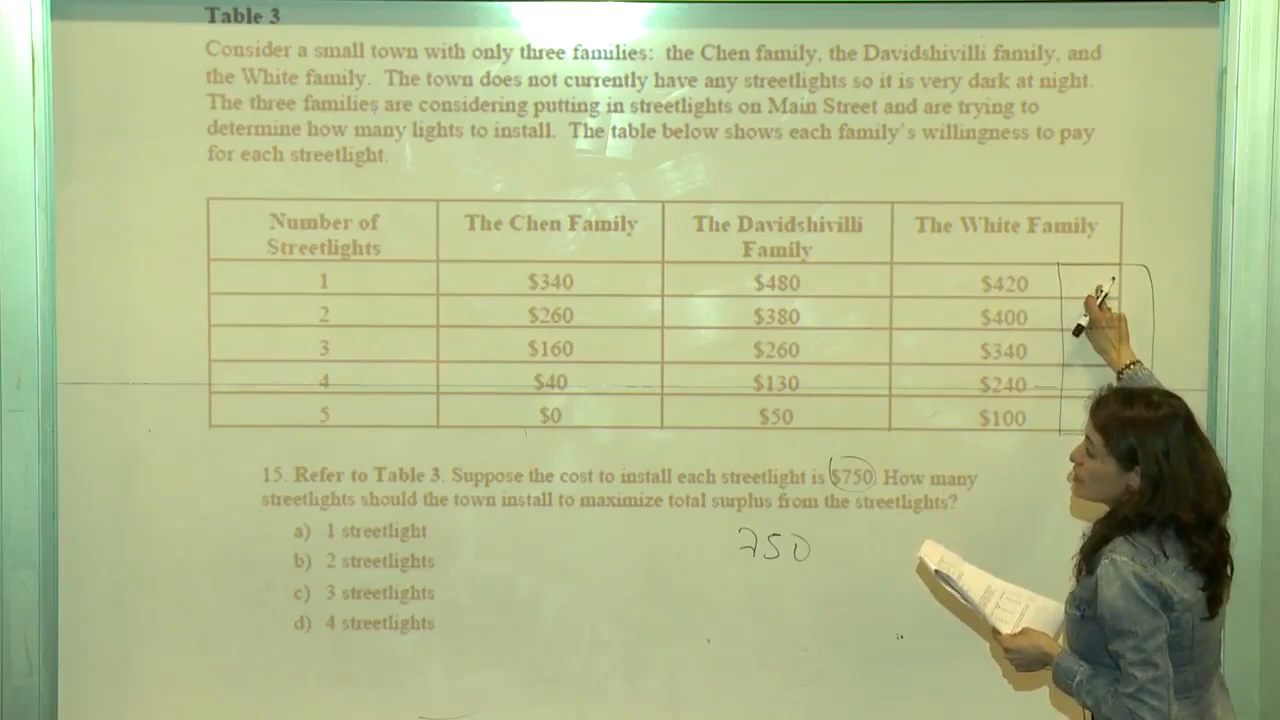 Table 3
Consider a small town with only three families: the Chen family, the Davidshivilli family, and
the White family. The town does not currently have any streetlights so it is very dark at night.
The three families are considering putting in streetlights on Main Street and are trying to
determine how many lights to install. The table below shows each family's willingness to pay
for each streetlight.
Number of Streetlights The Chen Family The Davidshivilli Family The White Family
1 $340 $480 $420
2 $260 $380 $400
3 $160 $260 $340
4 $40 $130 $240
5 $0 $50 $100
15. Refer to Table 3. Suppose the cost to install each streetlight is $750. How many
streetlights should the town install to maximize total surplus from the streetlights?
a) 1 streetlight
b) 2 streetlights
c) 3 streetlights
d) 4 streetlights
750